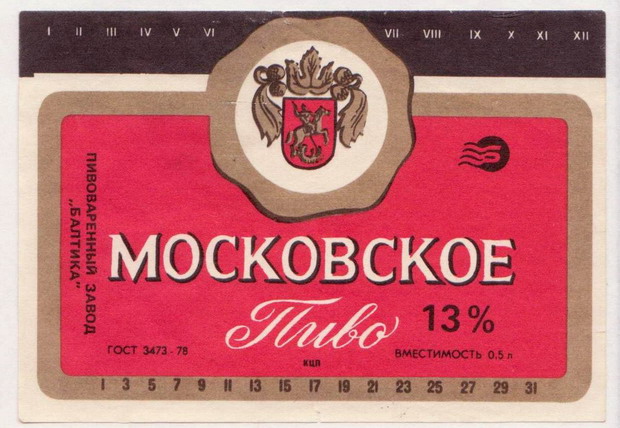 I II III IV V VI VII VIII IX X XI XII
ПИВОВАРЕННЫЙ ЗАВОД
„БАЛТИКА"
МОСКОВСКОЕ
Пиво
13%
ГОСТ 3473-78
КЦП
ВМЕСТИМОСТЬ 0.5 л
1 3 5 7 9 11 13 15 17 19 21 23 25 27 29 31